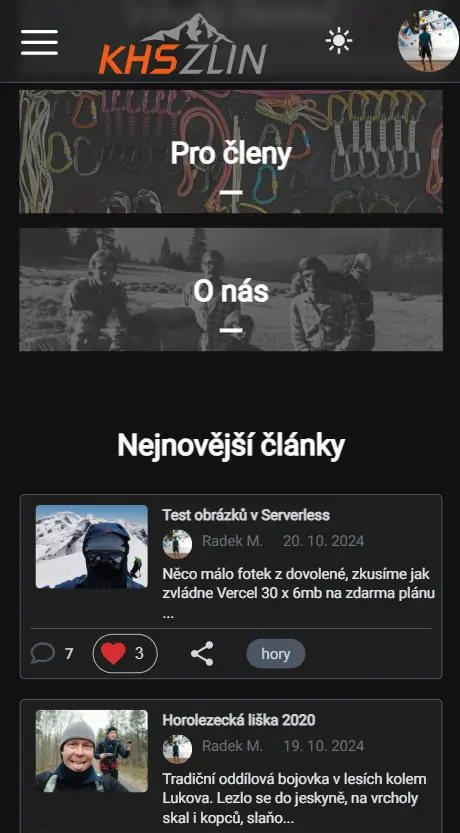 KHSZLIN
Pro členy
O nás
Nejnovější články
Test obrázků v Serverless
Radek M. 20. 10. 2024
Něco málo fotek z dovolené, zkusíme jak
zvládne Vercel 30 x 6mb na zdarma plánu
...
7 3 hory
Horolezecká liška 2020
Radek M. 19. 10. 2024
Tradiční oddílová bojovka v lesích kolem
Lukova. Lezlo se do jeskyně, na vrcholy
skal i kopců, slaňo...